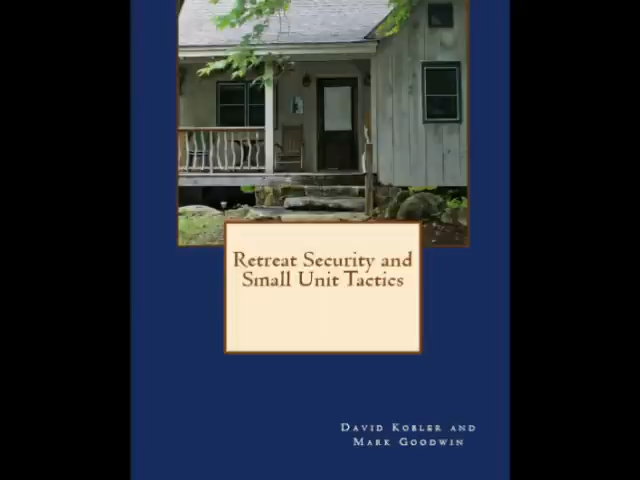 Retreat Security and
Small Unit Tactics
David Kobler and
Mark Goodwin